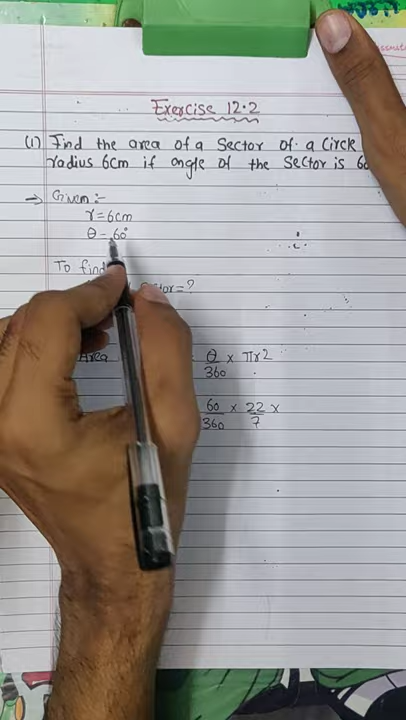 Exercise 12.2
(1) Find the area of a Sector of a Circle
radius 6cm if angle of the Sector is 60
→ Given:-
r = 6cm
θ = 60°
To find
= ?
Area = θ/360 × πr2
60/360 × 22/7 ×